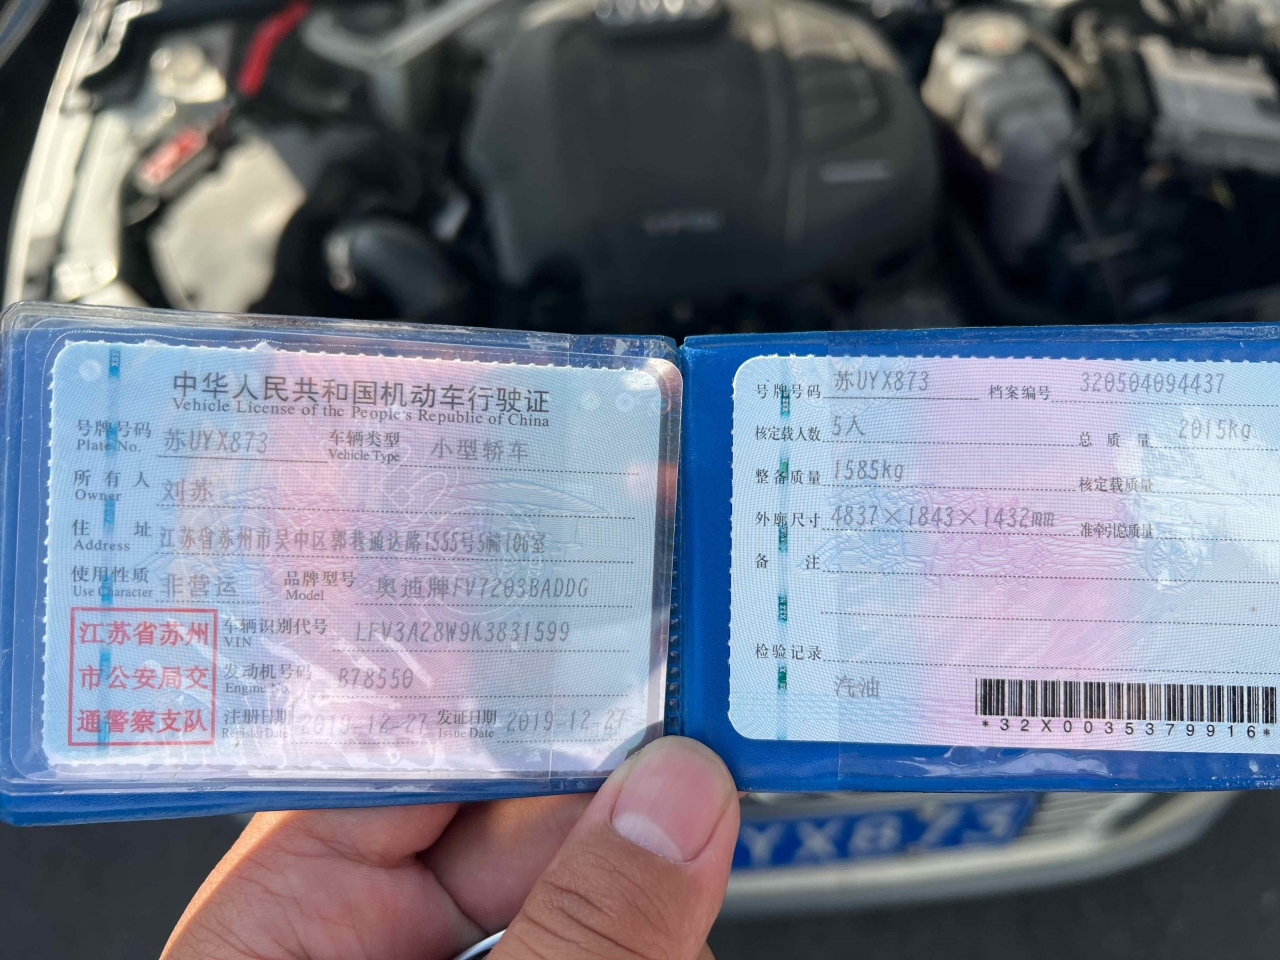 中华人民共和国机动车行驶证
Vehicle License of the People's Republic of China
号牌号码 苏UYX873 车辆类型 小型轿车
Plate No. Vehicle Type
所有人 刘苏
Owner
住址 江苏省苏州市吴中区郭巷通达路1555号5幢106室
Address
使用性质 非营运 品牌型号 奥迪牌FV7203BADDG
Use Character Model
江苏省苏州
市公安局交
通警察支队
车辆识别代号 LFV3A28W9K3831599
VIN
发动机号码 B78550
Engine No.
注册日期 2019-12-27 发证日期 2019-12-27
Register Date Issue Date
号牌号码 苏UYX873 档案编号 320504094437
核定载人数 5人 总质量 2015kg
整备质量 1585kg 核定载质量
外廓尺寸 4837×1843×1432mm 准牵引总质量
备注
检验记录
汽油
*32X0035379916*
YX873